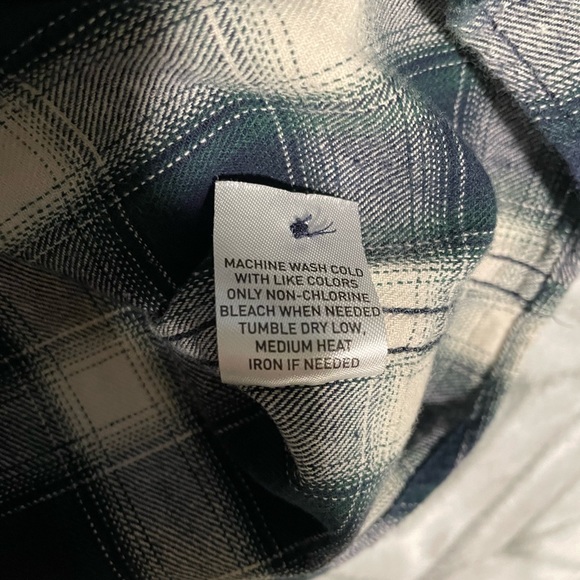 MACHINE WASH COLD
WITH LIKE COLORS
ONLY NON-CHLORINE
BLEACH WHEN NEEDED
TUMBLE DRY LOW,
MEDIUM HEAT
IRON IF NEEDED